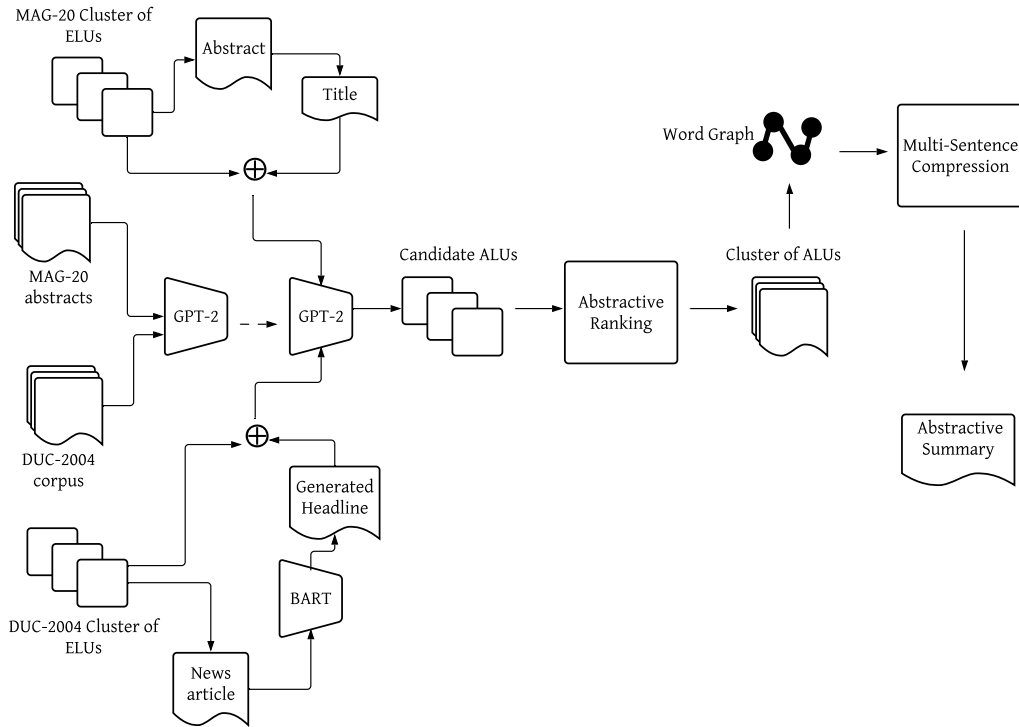 MAG-20 Cluster of
ELUs
Abstract
Title
MAG-20
abstracts
GPT-2
GPT-2
DUC-2004
corpus
DUC-2004 Cluster of
ELUs
News
article
BART
Generated
Headline
Candidate ALUs
Abstractive
Ranking
Cluster of ALUs
Word Graph
Multi-Sentence
Compression
Abstractive
Summary